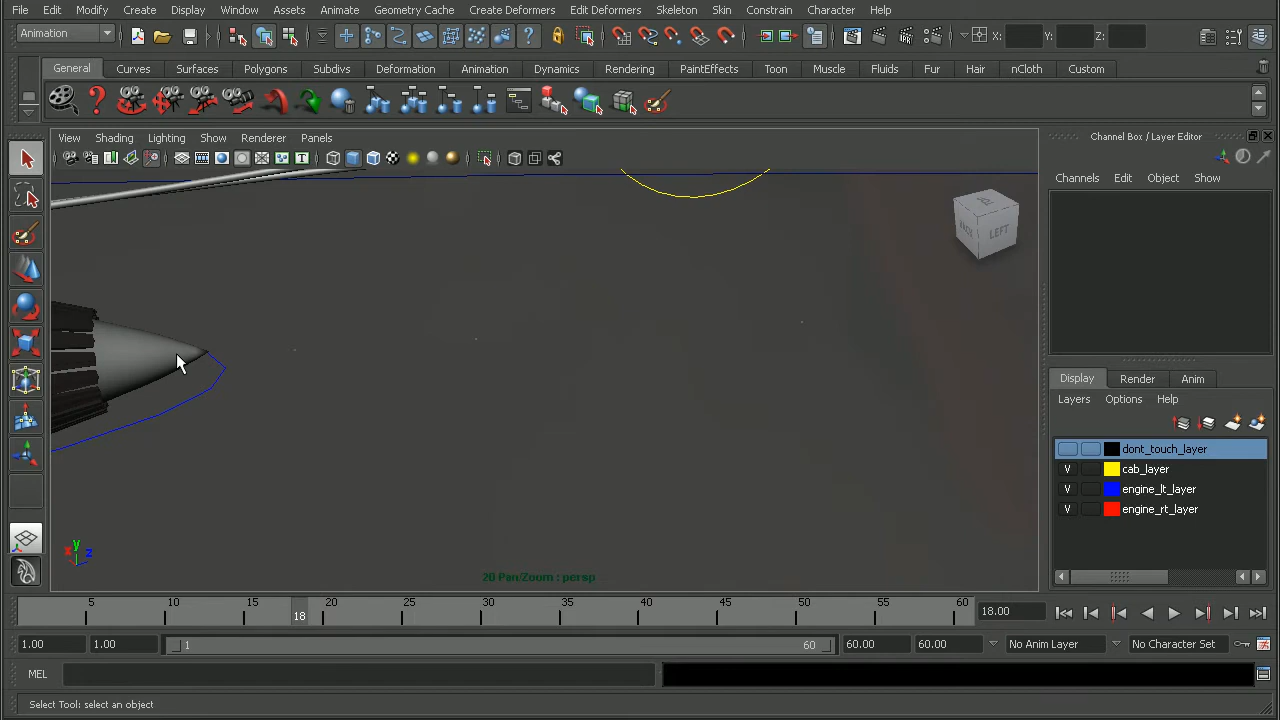 File Edit Modify Create Display Window Assets Animate Geometry Cache Create Deformers Edit Deformers Skeleton Skin Constrain Character Help
Animation X: Y: Z:
General Curves Surfaces Polygons Subdivs Deformation Animation Dynamics Rendering PaintEffects Toon Muscle Fluids Fur Hair nCloth Custom
View Shading Lighting Show Renderer Panels
Channel Box / Layer Editor
Channels Edit Object Show
BACK LEFT
Display Render Anim
Layers Options Help
dont_touch_layer
V cab_layer
V engine_lt_layer
V engine_rt_layer
y
x z
2D Pan/Zoom : persp
5 10 15 18 20 25 30 35 40 45 50 55 60 18.00
1.00 1.00 1 60 60.00 60.00 No Anim Layer No Character Set
MEL
Select Tool: select an object